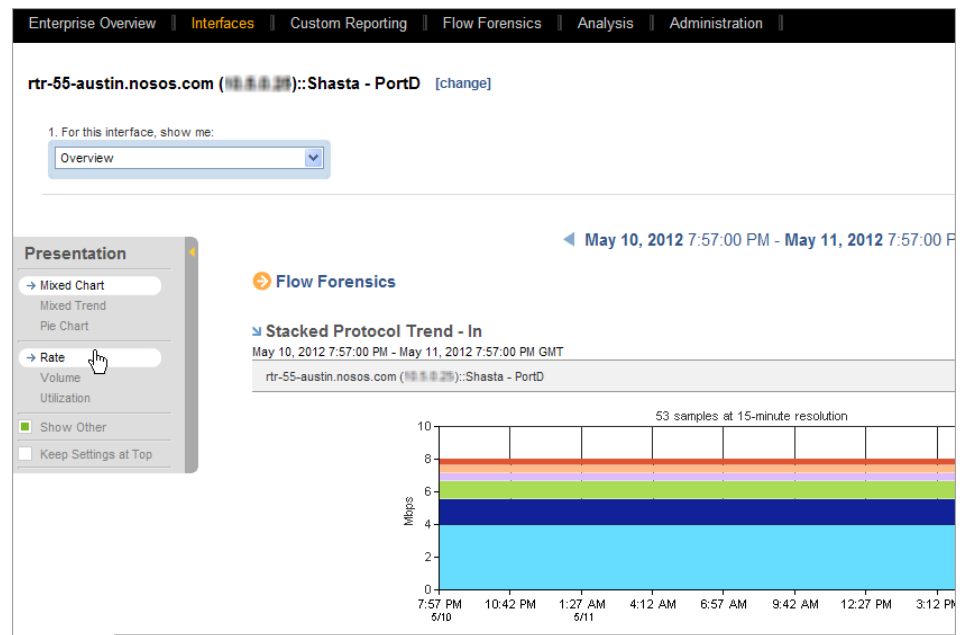 Enterprise Overview Interfaces Custom Reporting Flow Forensics Analysis Administration
rtr-55-austin.nosos.com ( )::Shasta - PortD [change]
1. For this interface, show me:
Overview
May 10, 2012 7:57:00 PM - May 11, 2012 7:57:00 P
Presentation
Mixed Chart
Mixed Trend
Pie Chart
Rate
Volume
Utilization
Show Other
Keep Settings at Top
Flow Forensics
Stacked Protocol Trend - In
May 10, 2012 7:57:00 PM - May 11, 2012 7:57:00 PM GMT
rtr-55-austin.nosos.com ( )::Shasta - PortD
53 samples at 15-minute resolution
10
8
6
4
2
0
Mbps
7:57 PM 10:42 PM 1:27 AM 4:12 AM 6:57 AM 9:42 AM 12:27 PM 3:12 PM
5/10 5/11